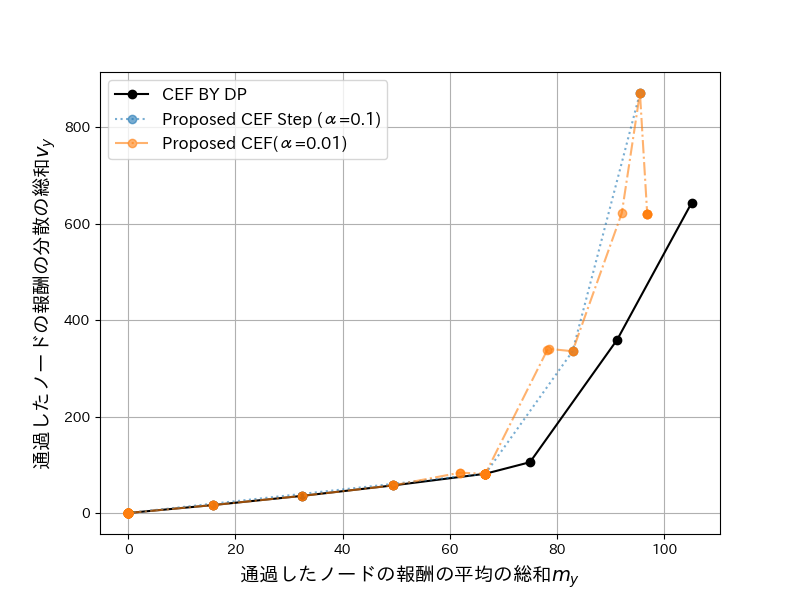 CEF BY DP
Proposed CEF Step (α=0.1)
Proposed CEF(α=0.01)
通過したノードの報酬の分散の総和v_y
800
600
400
200
0
0 20 40 60 80 100
通過したノードの報酬の平均の総和m_y